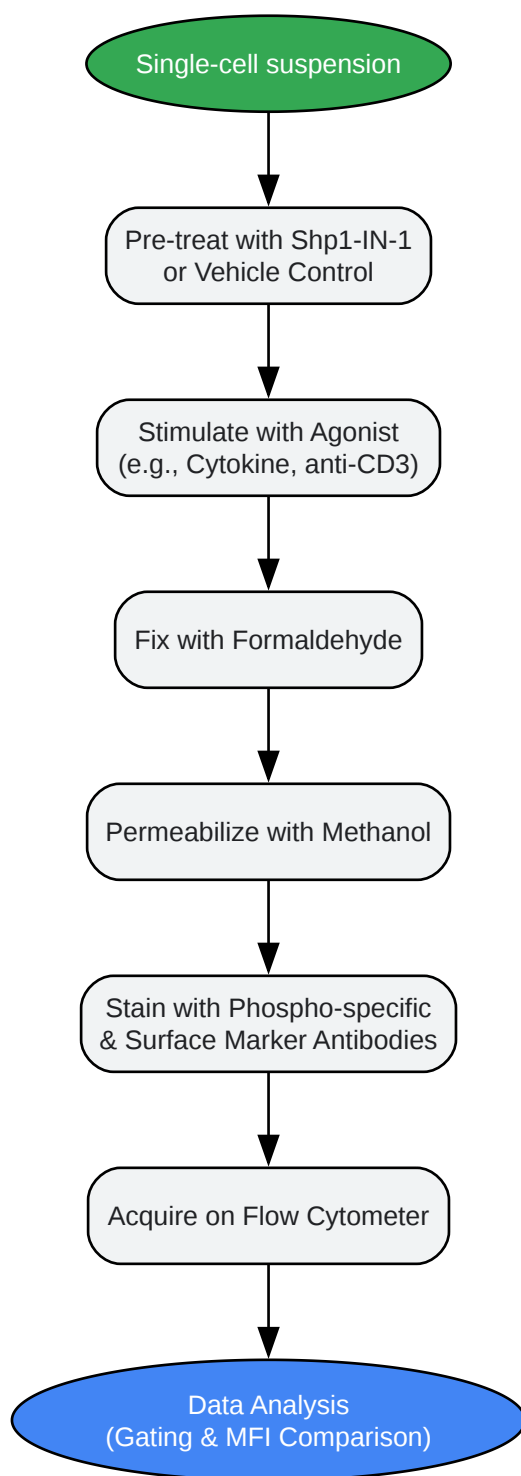 Single-cell suspension
Pre-treat with Shp1-IN-1
or Vehicle Control
Stimulate with Agonist
(e.g., Cytokine, anti-CD3)
Fix with Formaldehyde
Permeabilize with Methanol
Stain with Phospho-specific
& Surface Marker Antibodies
Acquire on Flow Cytometer
Data Analysis
(Gating & MFI Comparison)